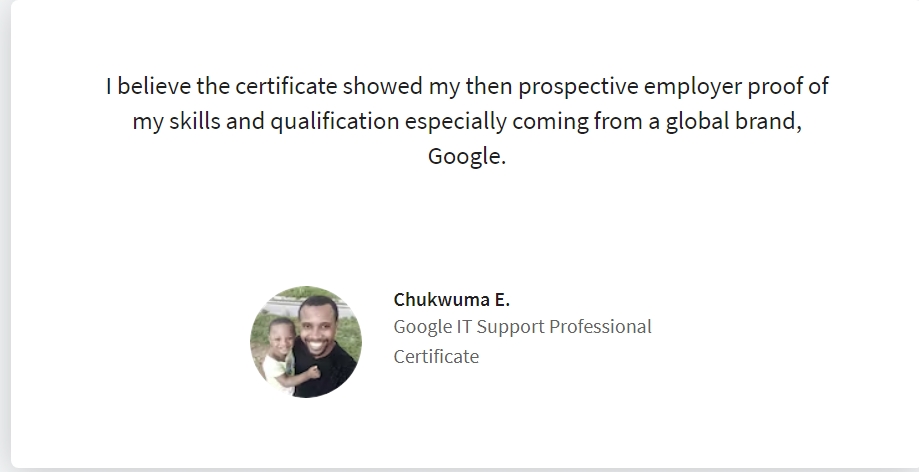 I believe the certificate showed my then prospective employer proof of
my skills and qualification especially coming from a global brand,
Google.
Chukwuma E.
Google IT Support Professional
Certificate